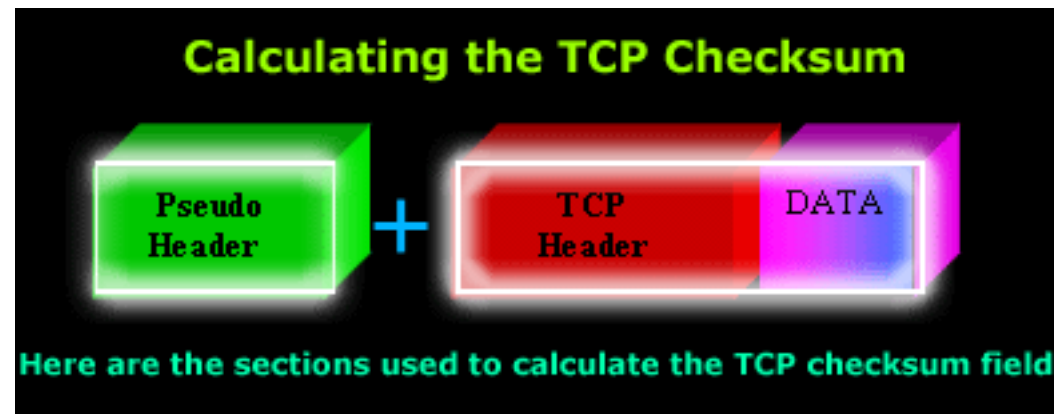 Calculating the TCP Checksum
Pseudo
Header
+
TCP
Header
DATA
Here are the sections used to calculate the TCP checksum field